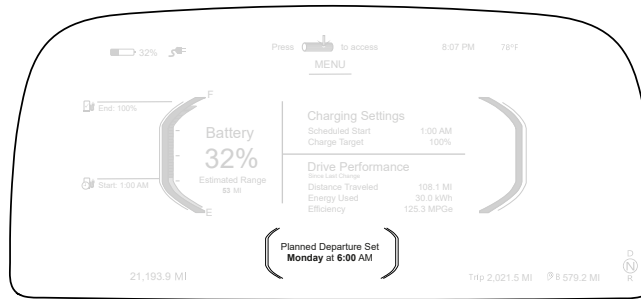 32%
Press to access
8:07 PM
78°F
MENU
End: 100%
F
Battery
32%
Estimated Range
53 MI
Start: 1:00 AM
E
Charging Settings
Scheduled Start 1:00 AM
Charge Target 100%
Drive Performance
Since Last Charge
Distance Traveled 108.1 MI
Energy Used 30.0 kWh
Efficiency 125.3 MPGe
Planned Departure Set
Monday at 6:00 AM
21,193.9 MI
Trip 2,021.5 MI
B 579.2 MI
D
N
R